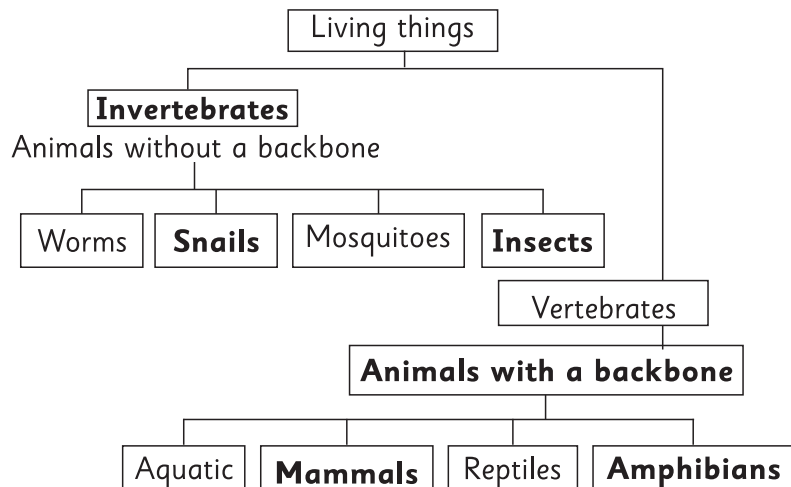 Living things
Invertebrates
Animals without a backbone
Worms
Snails
Mosquitoes
Insects
Vertebrates
Animals with a backbone
Aquatic
Mammals
Reptiles
Amphibians